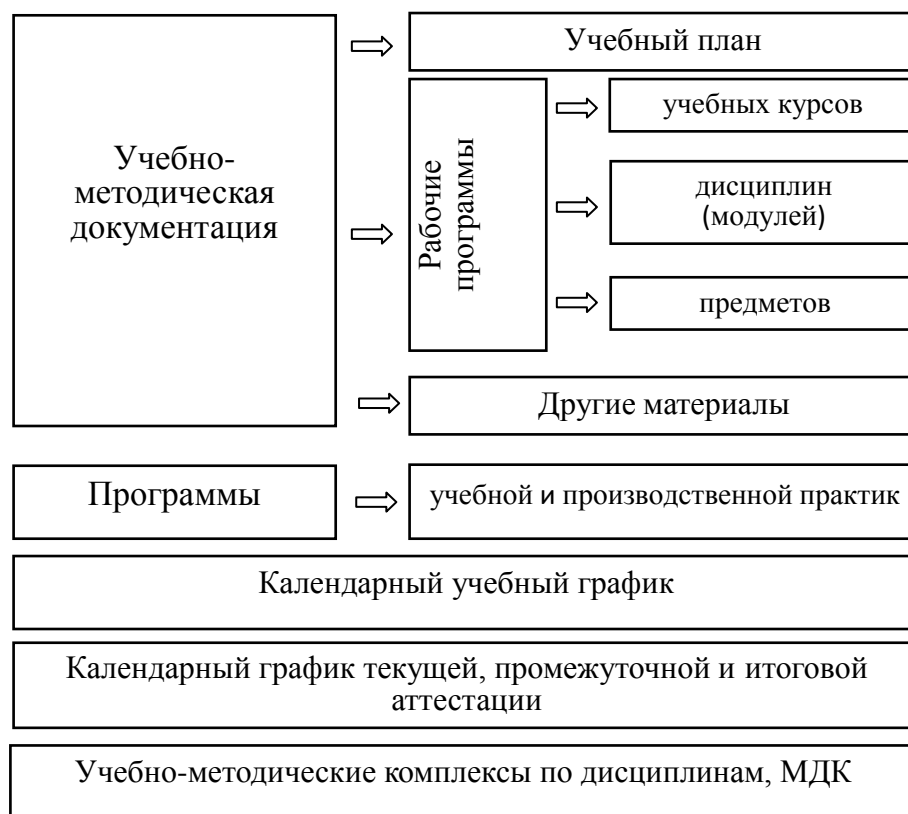 Учебный план
Учебно-
методическая
документация
Рабочие
программы
учебных курсов
дисциплин
(модулей)
предметов
Другие материалы
Программы
учебной и производственной практик
Календарный учебный график
Календарный график текущей, промежуточной и итоговой
аттестации
Учебно-методические комплексы по дисциплинам, МДК